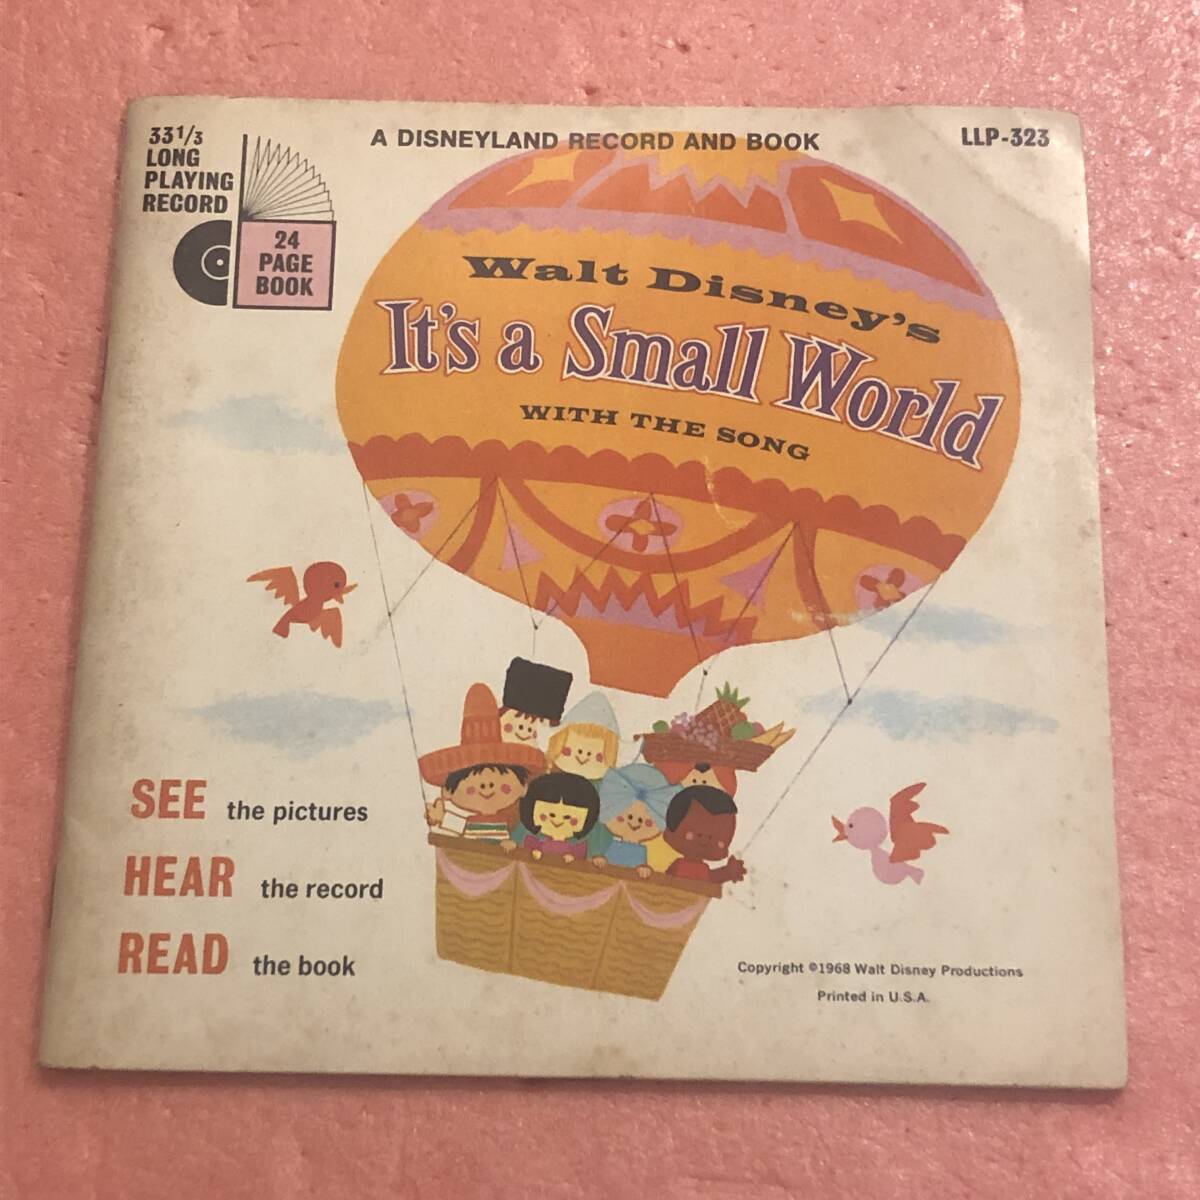 33 1/3
LONG
PLAYING
RECORD
24
PAGE
BOOK
A DISNEYLAND RECORD AND BOOK
LLP-323
Walt Disney's
It's a Small World
WITH THE SONG
SEE the pictures
HEAR the record
READ the book
Copyright ©1968 Walt Disney Productions
Printed in U.S.A.